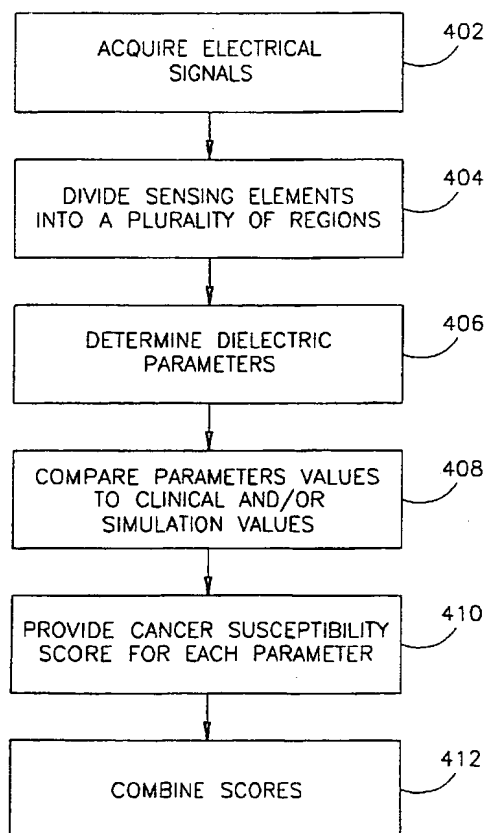 ACQUIRE ELECTRICAL
SIGNALS
402
DIVIDE SENSING ELEMENTS
INTO A PLURALITY OF REGIONS
404
DETERMINE DIELECTRIC
PARAMETERS
406
COMPARE PARAMETERS VALUES
TO CLINICAL AND/OR
SIMULATION VALUES
408
PROVIDE CANCER SUSCEPTIBILITY
SCORE FOR EACH PARAMETER
410
COMBINE SCORES
412